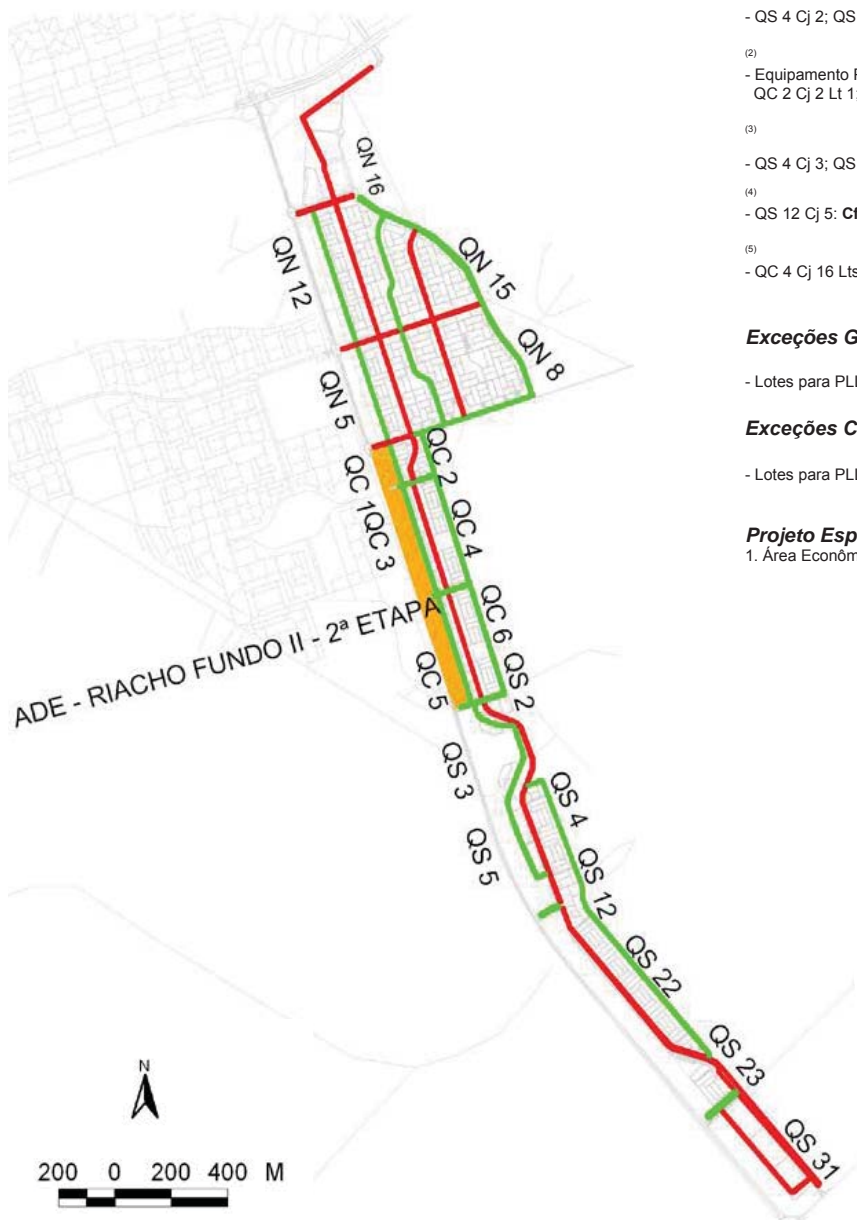 - QS 4 Cj 2; QS
(2)
- Equipamento
QC 2 Cj 2 Lt 1;
(3)
- QS 4 Cj 3; QS
(4)
- QS 12 Cj 5:
(5)
- QC 4 Cj 16 Lts
Exceções G
- Lotes para
Exceções C
- Lotes para
Projeto Esp
1. Área Econôm
QN 16
QN 12
QN 15
QN 8
QN 5
QC 2
QC 1
QC 3
QC 4
QC 6
ADE - RIACHO FUNDO II - 2ª ETAPA
QC 5
QS 2
QS 3
QS 4
QS 5
QS 12
QS 22
QS 23
QS 31
N
200 0 200 400 M